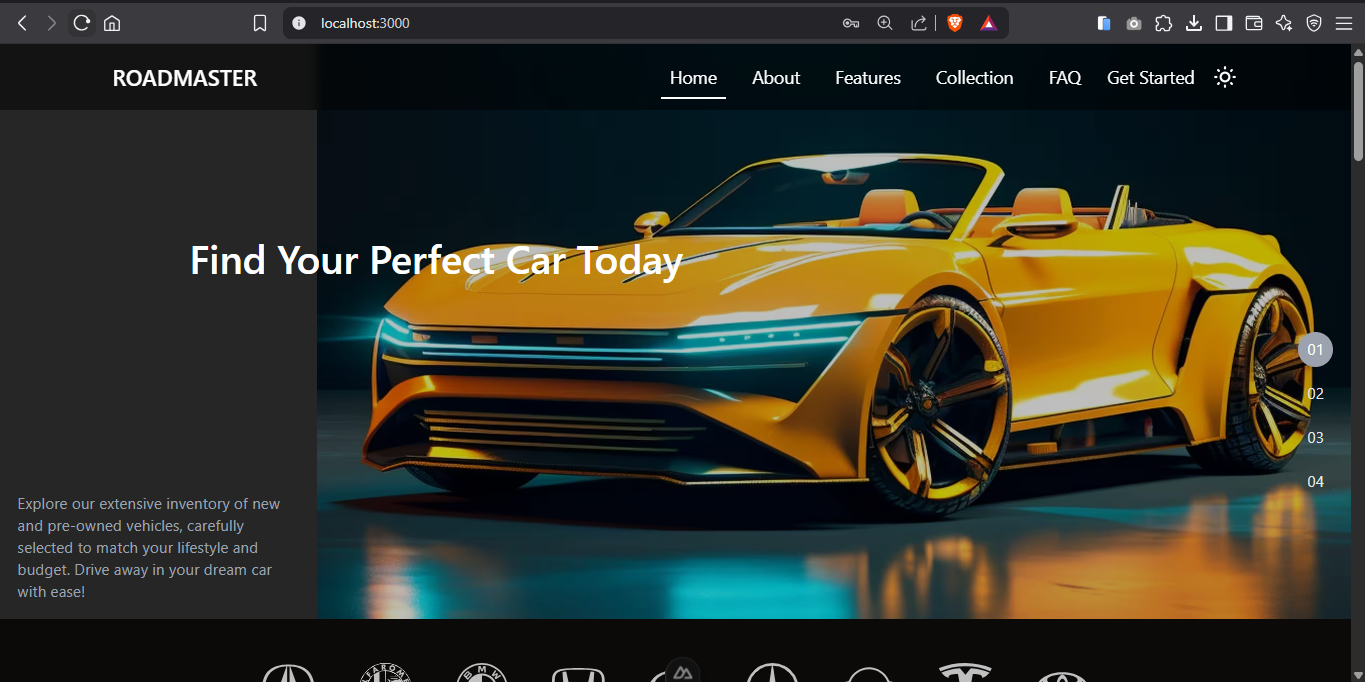 localhost:3000
ROADMASTER
Home About Features Collection FAQ Get Started
Find Your Perfect Car Today
01
02
03
04
Explore our extensive inventory of new
and pre-owned vehicles, carefully
selected to match your lifestyle and
budget. Drive away in your dream car
with ease!
BMW